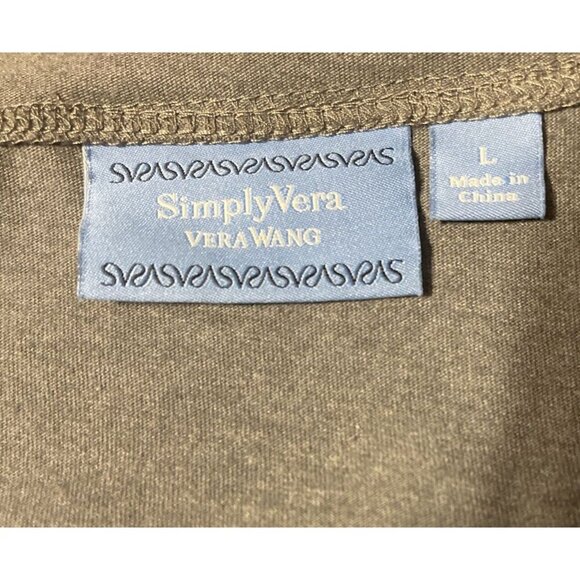 SimplyVera
VERA WANG
L
Made in
China